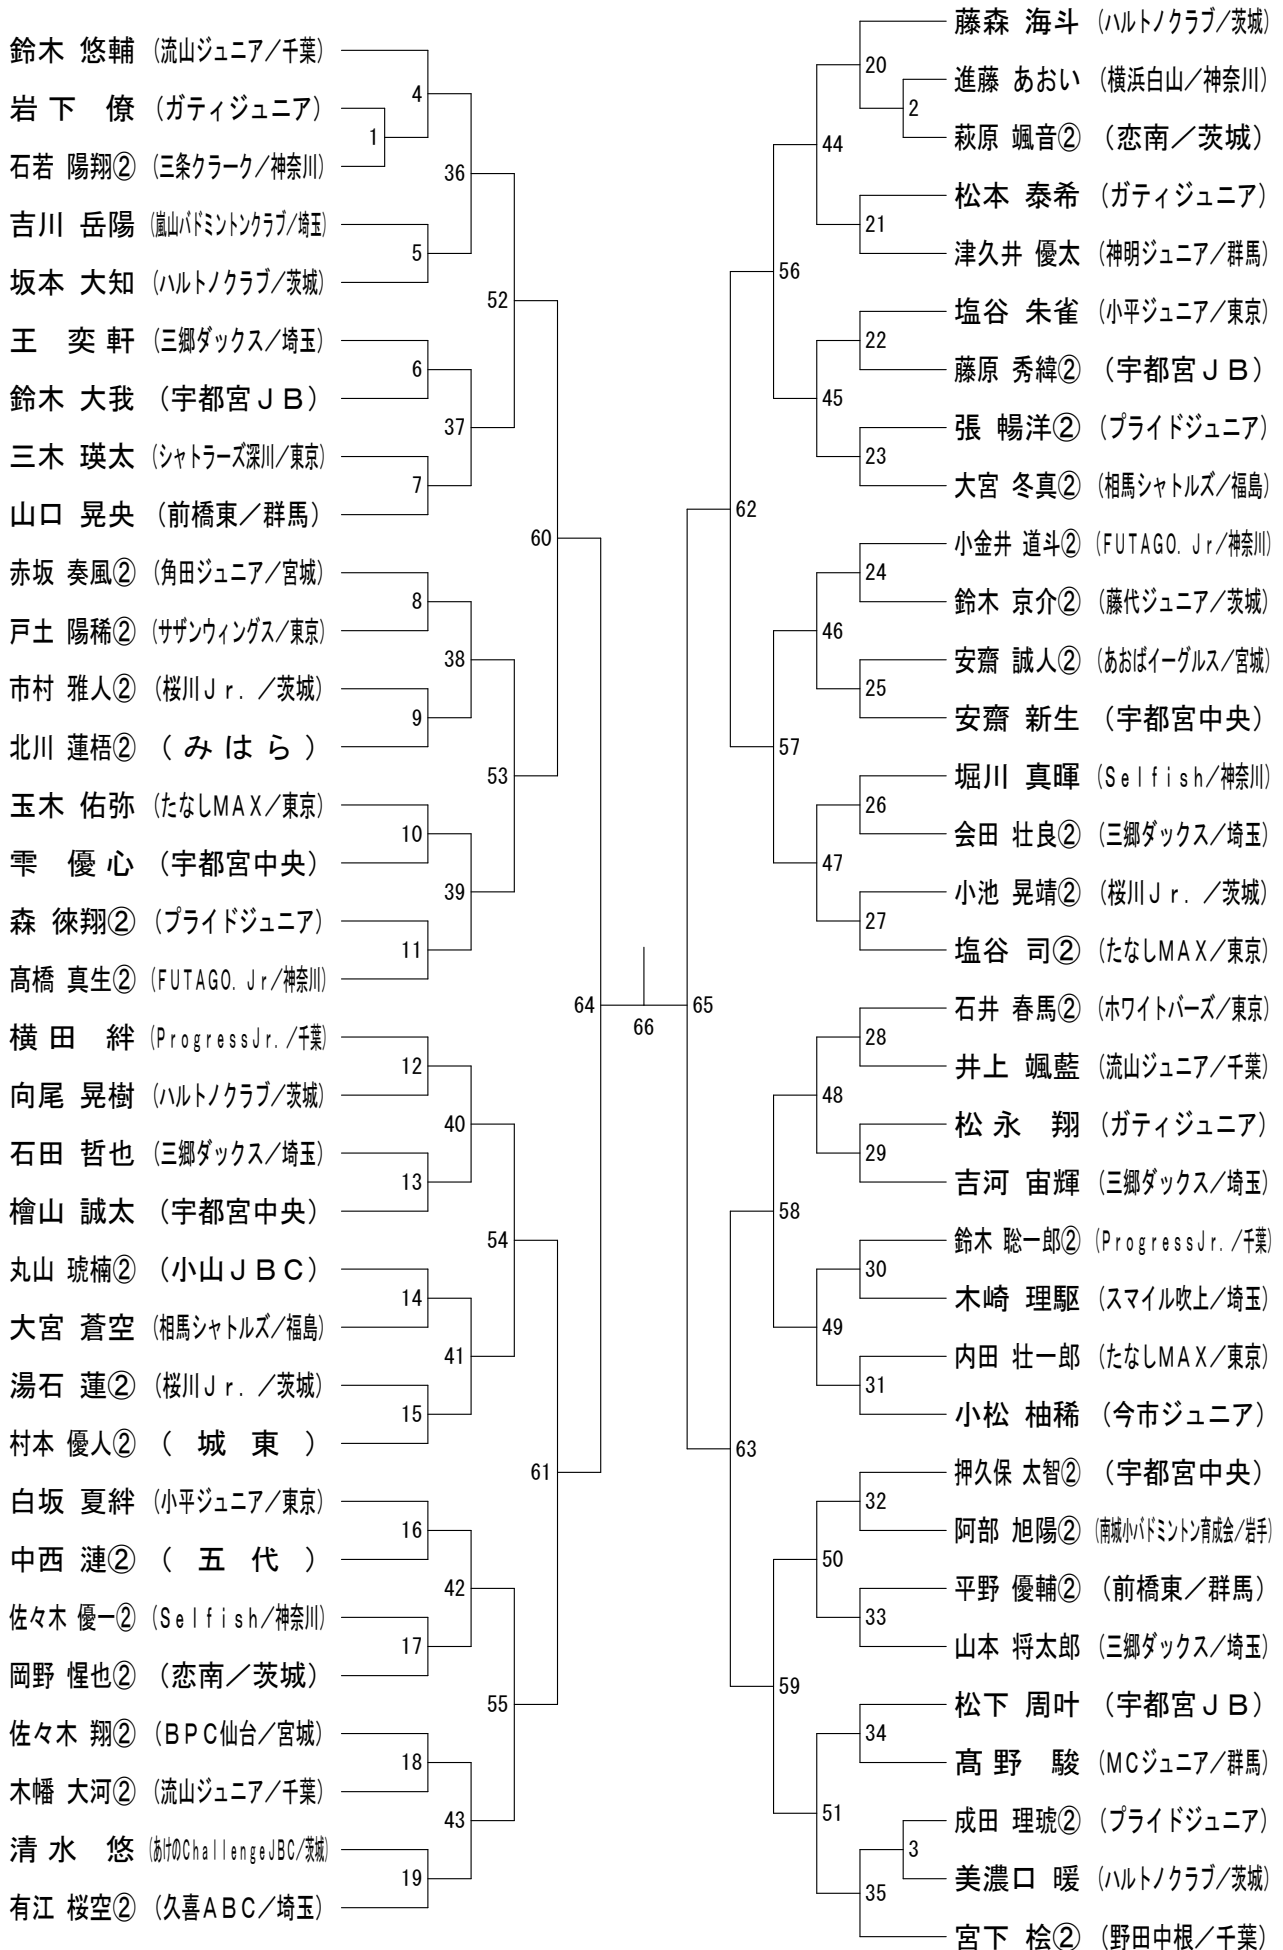 鈴木 悠輔 (流山ジュニア／千葉)
岩下 僚 (ガティジュニア)
石若 陽翔② (三条クラーク／神奈川)
吉川 岳陽 (嵐山バドミントンクラブ／埼玉)
坂本 大知 (ハルトノクラブ／茨城)
王 奕軒 (三郷ダックス／埼玉)
鈴木 大我 (宇都宮ＪＢ)
三木 瑛太 (シャトラーズ深川／東京)
山口 晃央 (前橋東／群馬)
赤坂 奏風② (角田ジュニア／宮城)
戸土 陽稀② (サザンウィングス／東京)
市村 雅人② (桜川Ｊｒ．／茨城)
北川 蓮梧② (みはら)
玉木 佑弥 (たなしMAX／東京)
雫 優心 (宇都宮中央)
森 徠翔② (プライドジュニア)
髙橋 真生② (FUTAGO. Jr／神奈川)
横田 絆 (ProgressJr.／千葉)
向尾 晃樹 (ハルトノクラブ／茨城)
石田 哲也 (三郷ダックス／埼玉)
檜山 誠太 (宇都宮中央)
丸山 琥楠② (小山ＪＢＣ)
大宮 蒼空 (相馬シャトルズ／福島)
湯石 蓮② (桜川Ｊｒ．／茨城)
村本 優人② (城東)
白坂 夏絆 (小平ジュニア／東京)
中西 漣② (五代)
佐々木 優一② (Selfish／神奈川)
岡野 惺也② (恋南／茨城)
佐々木 翔② (ＢＰＣ仙台／宮城)
木幡 大河② (流山ジュニア／千葉)
清水 悠 (あけのChallengeJBC／茨城)
有江 桜空② (久喜ABC／埼玉)
1
4
5
6
7
8
9
10
11
12
13
14
15
16
17
18
19
36
37
38
39
40
41
42
43
52
53
54
55
60
61
64
66
65
62
63
56
57
58
59
44
45
46
47
48
49
50
51
20
21
22
23
24
25
26
27
28
29
30
31
32
33
34
35
2
3
藤森 海斗 (ハルトノクラブ／茨城)
進藤 あおい (横浜白山／神奈川)
萩原 颯音② (恋南／茨城)
松本 泰希 (ガティジュニア)
津久井 優太 (神明ジュニア／群馬)
塩谷 朱雀 (小平ジュニア／東京)
藤原 秀緯② (宇都宮ＪＢ)
張 暢洋② (プライドジュニア)
大宮 冬真② (相馬シャトルズ／福島)
小金井 道斗② (FUTAGO. Jr／神奈川)
鈴木 京介② (藤代ジュニア／茨城)
安齋 誠人② (あおばイーグルス／宮城)
安齋 新生 (宇都宮中央)
堀川 真暉 (Selfish／神奈川)
会田 壮良② (三郷ダックス／埼玉)
小池 晃靖② (桜川Ｊｒ．／茨城)
塩谷 司② (たなしMAX／東京)
石井 春馬② (ホワイトバーズ／東京)
井上 颯藍 (流山ジュニア／千葉)
松永 翔 (ガティジュニア)
吉河 宙輝 (三郷ダックス／埼玉)
鈴木 聡一郎② (ProgressJr.／千葉)
木崎 理駆 (スマイル吹上／埼玉)
内田 壮一郎 (たなしMAX／東京)
小松 柚稀 (今市ジュニア)
押久保 太智② (宇都宮中央)
阿部 旭陽② (南城小バドミントン育成会／岩手)
平野 優輔② (前橋東／群馬)
山本 将太郎 (三郷ダックス／埼玉)
松下 周叶 (宇都宮ＪＢ)
髙野 駿 (MCジュニア／群馬)
成田 理琥② (プライドジュニア)
美濃口 暖 (ハルトノクラブ／茨城)
宮下 桧② (野田中根／千葉)